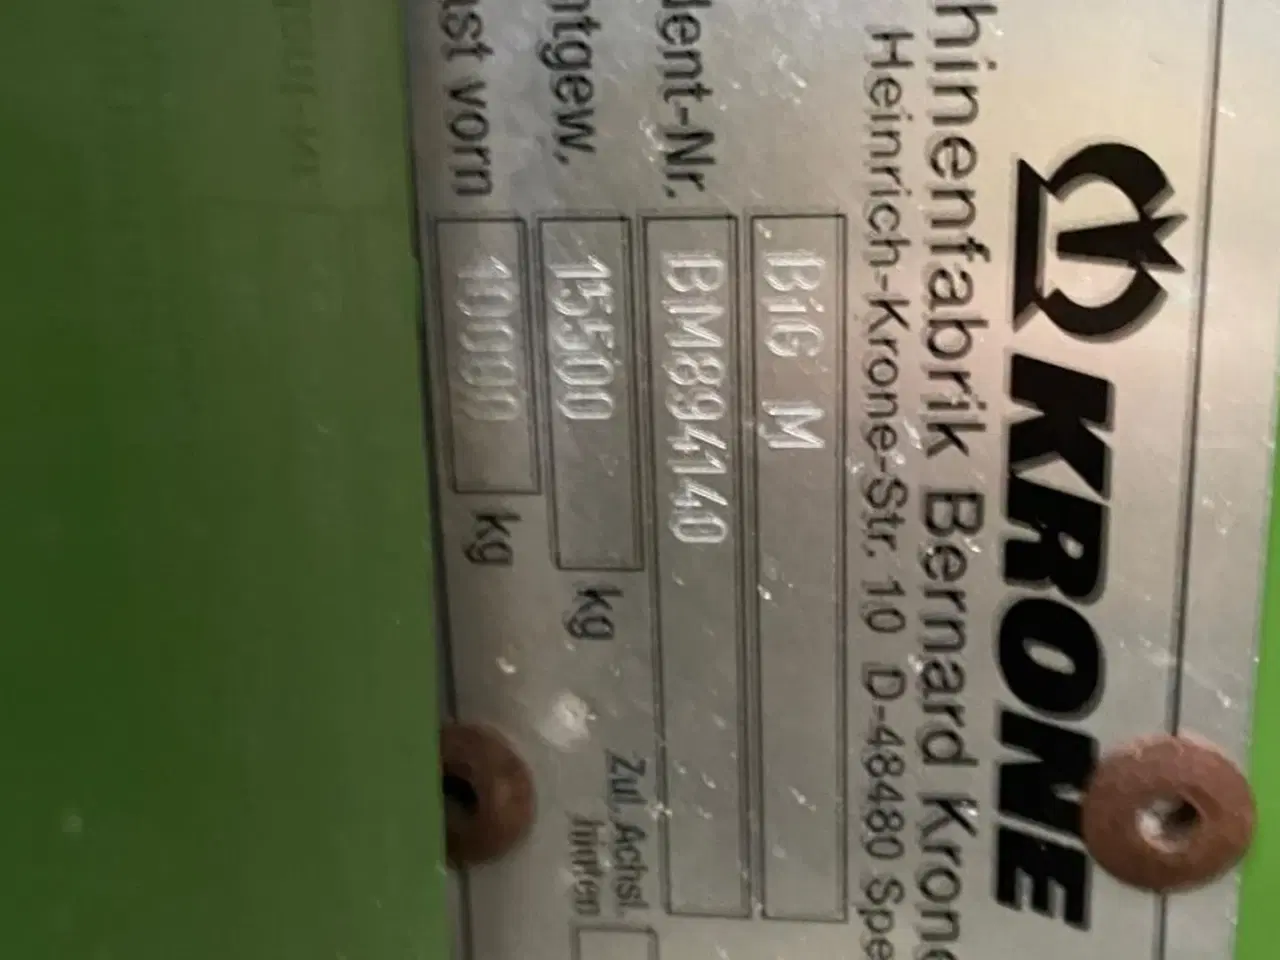 KRONE
hinenfabrik Bernard Krone
Heinrich-Krone-Str. 10 D-48480 Spe
BiG M
dent-Nr. BM894140
ntgew. 15500 kg
ast vorn 10000 kg
Zul. Achsl.
hinten